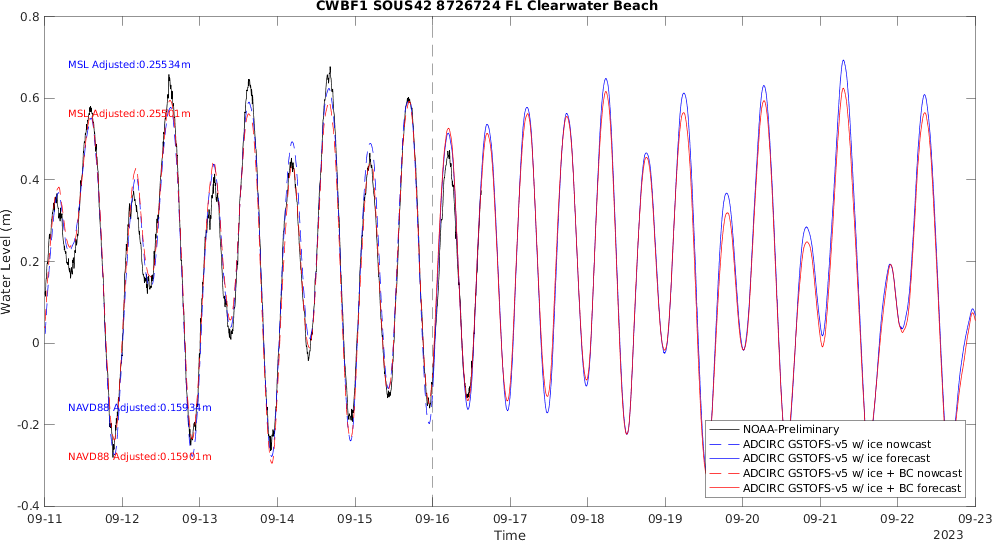 CWBF1 SOUS42 8726724 FL Clearwater Beach
0.8
0.6
0.4
0.2
0
-0.2
-0.4
Water Level (m)
MSL Adjusted:0.25534m
MSL Adjusted:0.25501m
NAVD88 Adjusted:0.15934m
NAVD88 Adjusted:0.15901m
NOAA-Preliminary
ADCIRC GSTOFS-v5 w/ ice nowcast
ADCIRC GSTOFS-v5 w/ ice forecast
ADCIRC GSTOFS-v5 w/ ice + BC nowcast
ADCIRC GSTOFS-v5 w/ ice + BC forecast
09-11 09-12 09-13 09-14 09-15 09-16 09-17 09-18 09-19 09-20 09-21 09-22 09-23
Time
2023